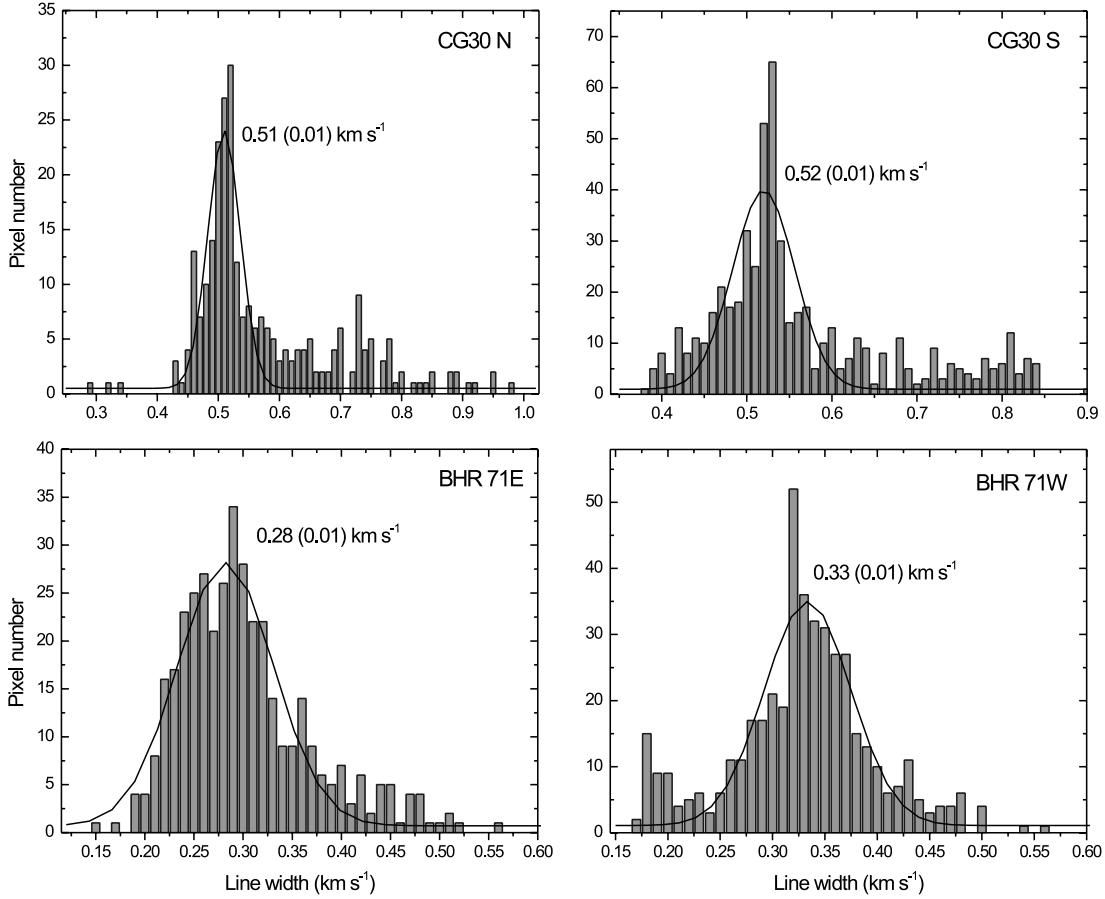 35
30
25
20
15
10
5
0
Pixel number
CG30 N
0.51 (0.01) km s⁻¹
0.3 0.4 0.5 0.6 0.7 0.8 0.9 1.0
70
60
50
40
30
20
10
0
CG30 S
0.52 (0.01) km s⁻¹
0.4 0.5 0.6 0.7 0.8 0.9
40
35
30
25
20
15
10
5
0
Pixel number
BHR 71E
0.28 (0.01) km s⁻¹
0.15 0.20 0.25 0.30 0.35 0.40 0.45 0.50 0.55 0.60
Line width (km s⁻¹)
50
40
30
20
10
0
BHR 71W
0.33 (0.01) km s⁻¹
0.15 0.20 0.25 0.30 0.35 0.40 0.45 0.50 0.55 0.60
Line width (km s⁻¹)